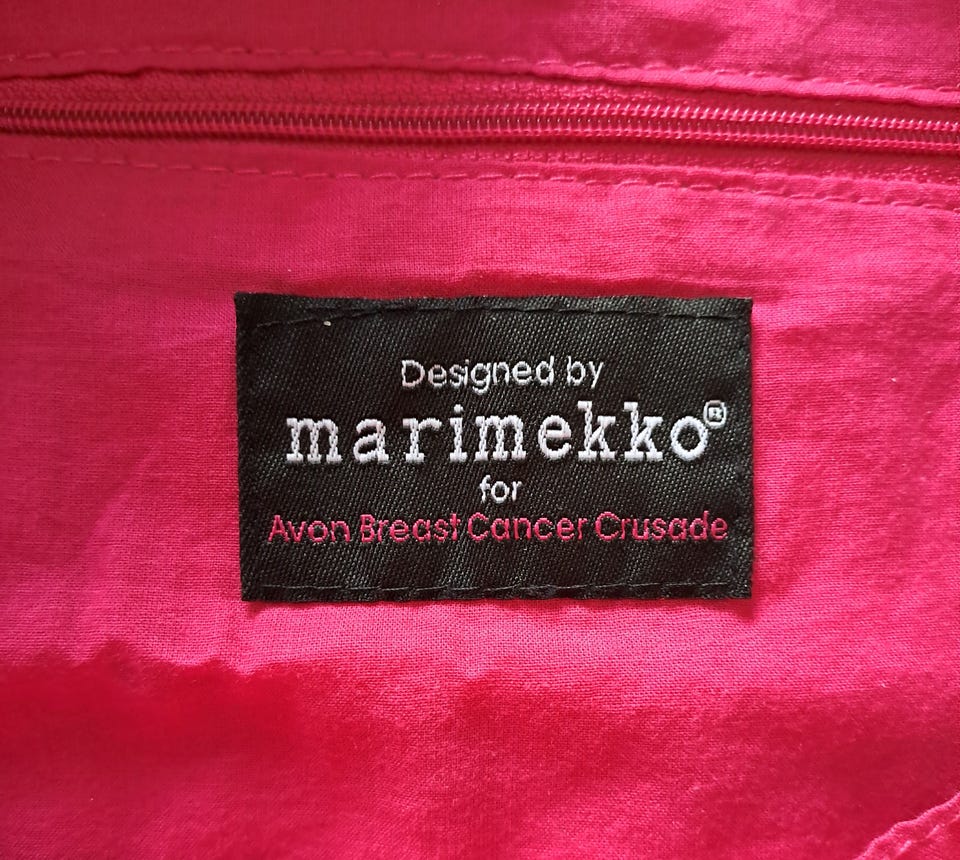 Designed by
marimekko®
for
Avon Breast Cancer Crusade